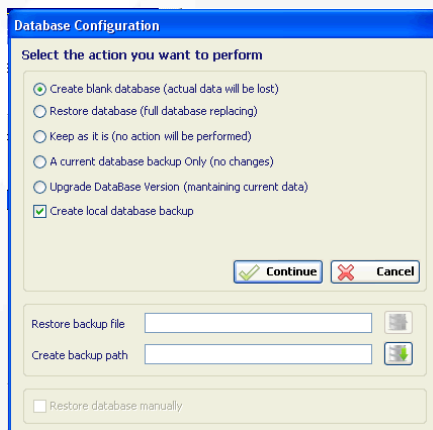 Database Configuration
Select the action you want to perform
Create blank database (actual data will be lost)
Restore database (full database replacing)
Keep as it is (no action will be performed)
A current database backup Only (no changes)
Upgrade DataBase Version (mantaining current data)
Create local database backup
Continue
Cancel
Restore backup file
Create backup path
Restore database manually